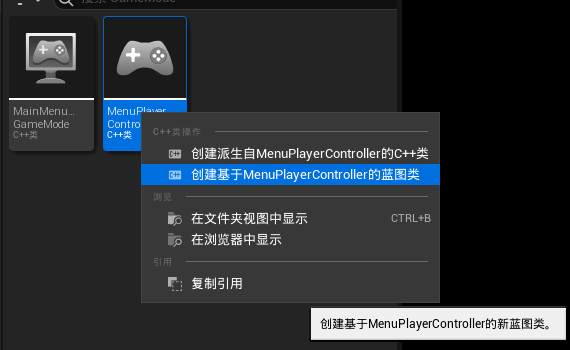 搜索 GameMode
MainMenu...
GameMode
C++类
MenuPlayer
Contro
C++类
C++类操作
创建派生自MenuPlayerController的C++类
创建基于MenuPlayerController的蓝图类
浏览
在文件夹视图中显示 CTRL+B
在浏览器中显示
引用
复制引用
创建基于MenuPlayerController的新蓝图类。